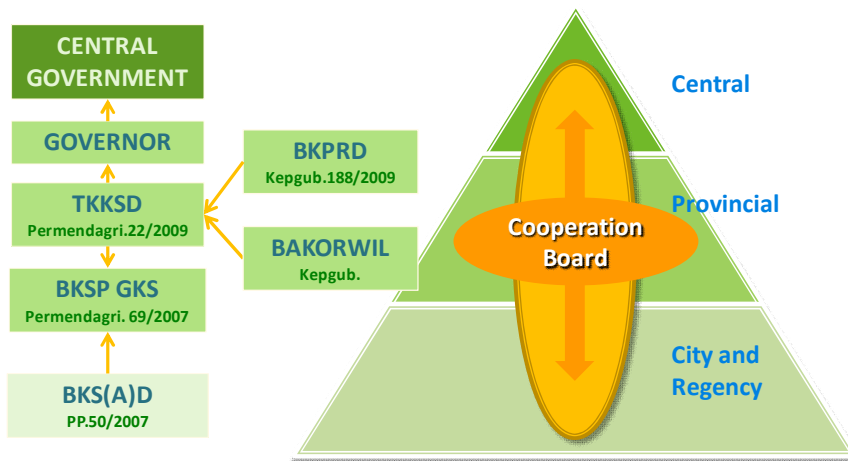 CENTRAL
GOVERNMENT
GOVERNOR
TKKSD
Permendagri.22/2009
BKSP GKS
Permendagri. 69/2007
BKS(A)D
PP.50/2007
BKPRD
Kepgub.188/2009
BAKORWIL
Kepgub.
Central
Provincial
Cooperation
Board
City and
Regency